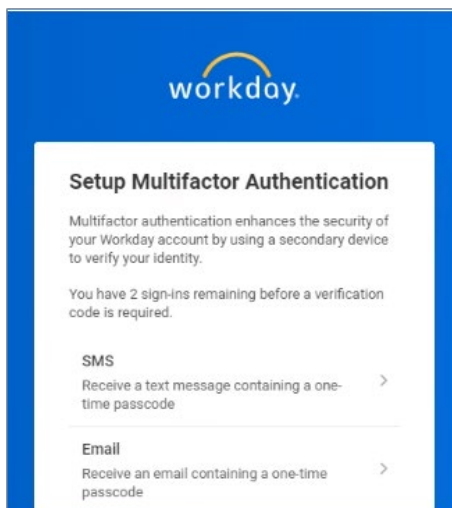 workday.
Setup Multifactor Authentication
Multifactor authentication enhances the security of
your Workday account by using a secondary device
to verify your identity.
You have 2 sign-ins remaining before a verification
code is required.
SMS
Receive a text message containing a one-
time passcode
Email
Receive an email containing a one-time
passcode